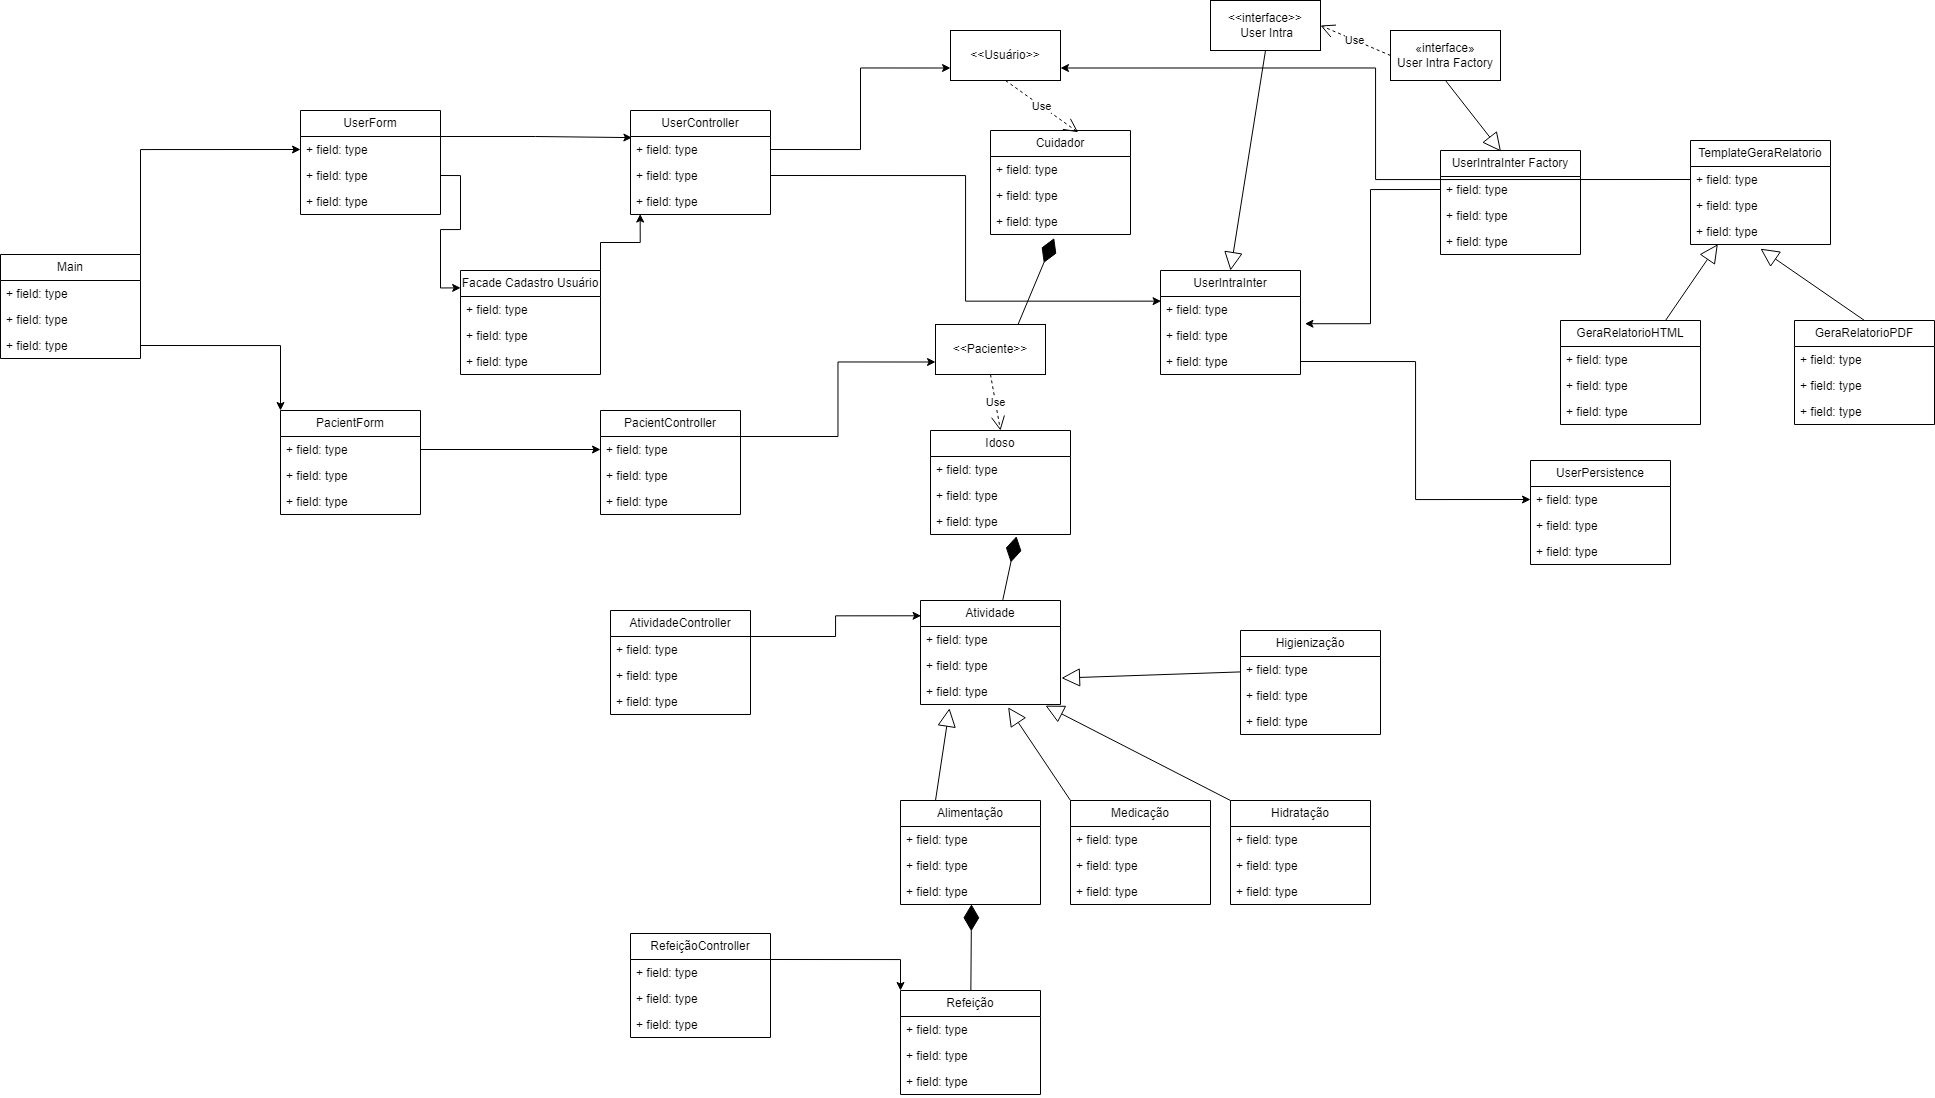 <<interface>>
User Intra
Use
«interface»
User Intra Factory
<<Usuário>>
Use
UserForm
+ field: type
+ field: type
+ field: type
UserController
+ field: type
+ field: type
+ field: type
Cuidador
+ field: type
+ field: type
+ field: type
UserIntraInter Factory
+ field: type
+ field: type
+ field: type
TemplateGeraRelatorio
+ field: type
+ field: type
+ field: type
Main
+ field: type
+ field: type
+ field: type
Facade Cadastro Usuário
+ field: type
+ field: type
+ field: type
UserIntraInter
+ field: type
+ field: type
+ field: type
<<Paciente>>
Use
GeraRelatorioHTML
+ field: type
+ field: type
+ field: type
GeraRelatorioPDF
+ field: type
+ field: type
+ field: type
PacientForm
+ field: type
+ field: type
+ field: type
PacientController
+ field: type
+ field: type
+ field: type
Idoso
+ field: type
+ field: type
+ field: type
UserPersistence
+ field: type
+ field: type
+ field: type
AtividadeController
+ field: type
+ field: type
+ field: type
Atividade
+ field: type
+ field: type
+ field: type
Higienização
+ field: type
+ field: type
+ field: type
Alimentação
+ field: type
+ field: type
+ field: type
Medicação
+ field: type
+ field: type
+ field: type
Hidratação
+ field: type
+ field: type
+ field: type
RefeiçãoController
+ field: type
+ field: type
+ field: type
Refeição
+ field: type
+ field: type
+ field: type